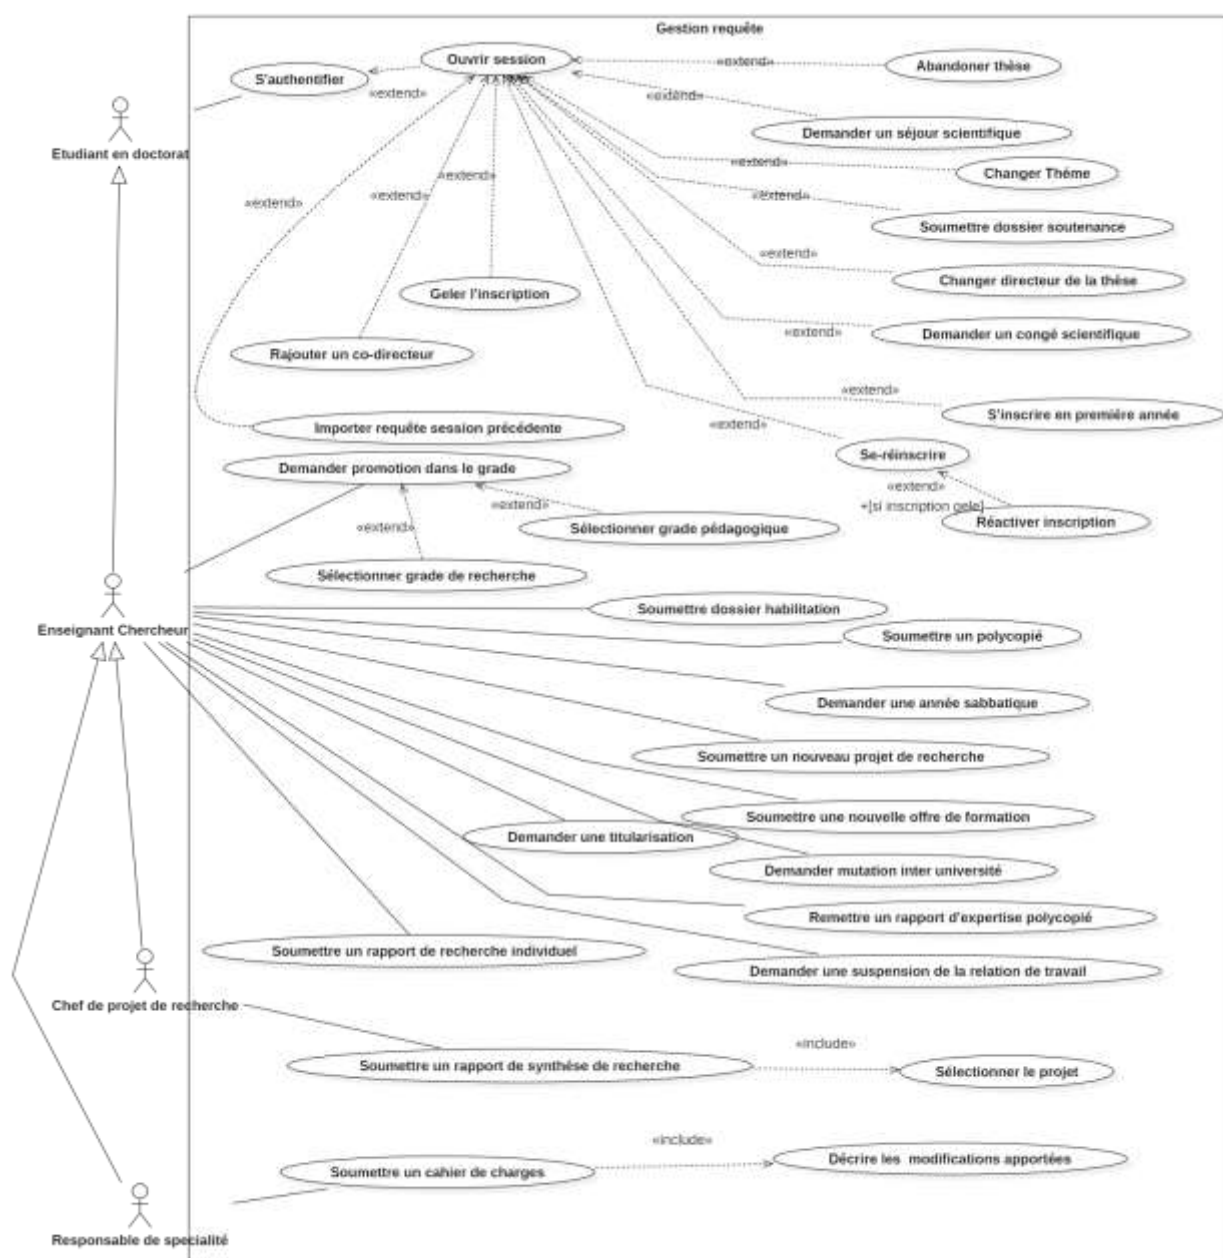 Gestion requête
Ouvrir session
«extend»
Abandoner thèse
S'authentifier
«extend»
«extend»
Demander un séjour scientifique
Etudiant en doctorat
«extend»
Changer Thème
«extend»
«extend»
«extend»
«extend»
Soumettre dossier soutenance
«extend»
Changer directeur de la thèse
Geler l'inscription
«extend»
Demander un congé scientifique
Rajouter un co-directeur
«extend»
S'inscrire en première année
Importer requête session précédente
«extend»
Se-réinscrire
Demander promotion dans le grade
«extend»
+[si inscription gele]
«extend»
Réactiver inscription
«extend»
Sélectionner grade pédagogique
Sélectionner grade de recherche
Soumettre dossier habilitation
Enseignant Chercheur
Soumettre un polycopié
Demander une année sabbatique
Soumettre un nouveau projet de recherche
Soumettre une nouvelle offre de formation
Demander une titularisation
Demander mutation inter université
Remettre un rapport d'expertise polycopié
Soumettre un rapport de recherche individuel
Demander une suspension de la relation de travail
Chef de projet de recherche
«include»
Soumettre un rapport de synthèse de recherche
Sélectionner le projet
«include»
Décrire les modifications apportées
Soumettre un cahier de charges
Responsable de specialité